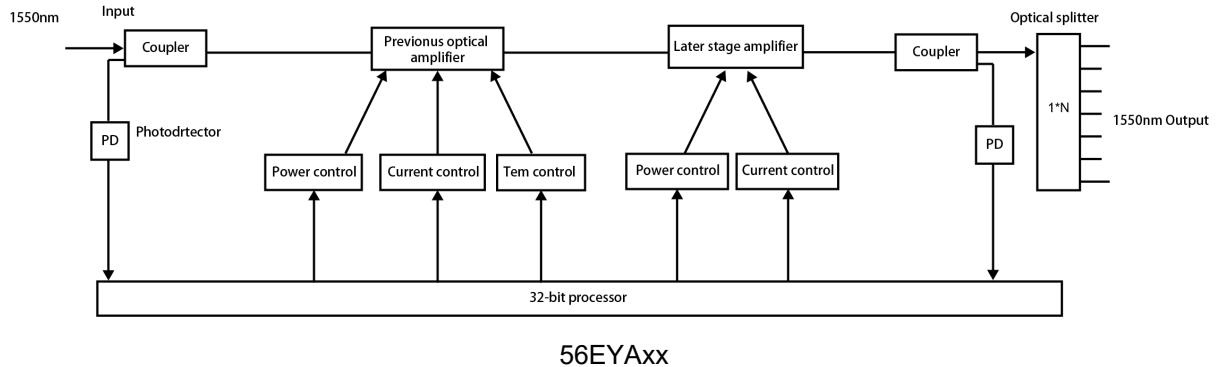 1550nm
Input
Optical splitter
Coupler
Previonus optical
amplifier
Later stage amplifier
Coupler
1*N
1550nm Output
PD
Photodrtector
PD
Power control
Current control
Tem control
Power control
Current control
32-bit processor
56EYAxx